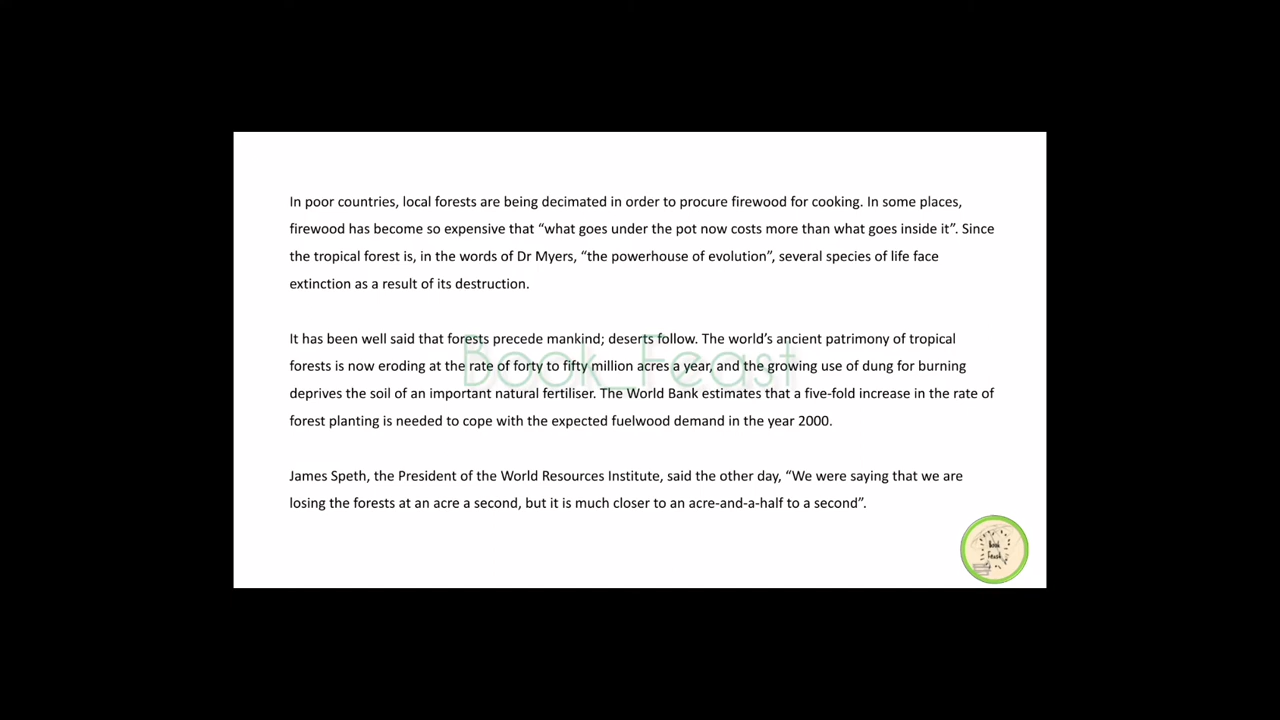 In poor countries, local forests are being decimated in order to procure firewood for cooking. In some places,
firewood has become so expensive that “what goes under the pot now costs more than what goes inside it”. Since
the tropical forest is, in the words of Dr Myers, “the powerhouse of evolution”, several species of life face
extinction as a result of its destruction.
It has been well said that forests precede mankind; deserts follow. The world’s ancient patrimony of tropical
forests is now eroding at the rate of forty to fifty million acres a year, and the growing use of dung for burning
deprives the soil of an important natural fertiliser. The World Bank estimates that a five-fold increase in the rate of
forest planting is needed to cope with the expected fuelwood demand in the year 2000.
James Speth, the President of the World Resources Institute, said the other day, “We were saying that we are
losing the forests at an acre a second, but it is much closer to an acre-and-a-half to a second”.
Book_Feast
Book
Feast